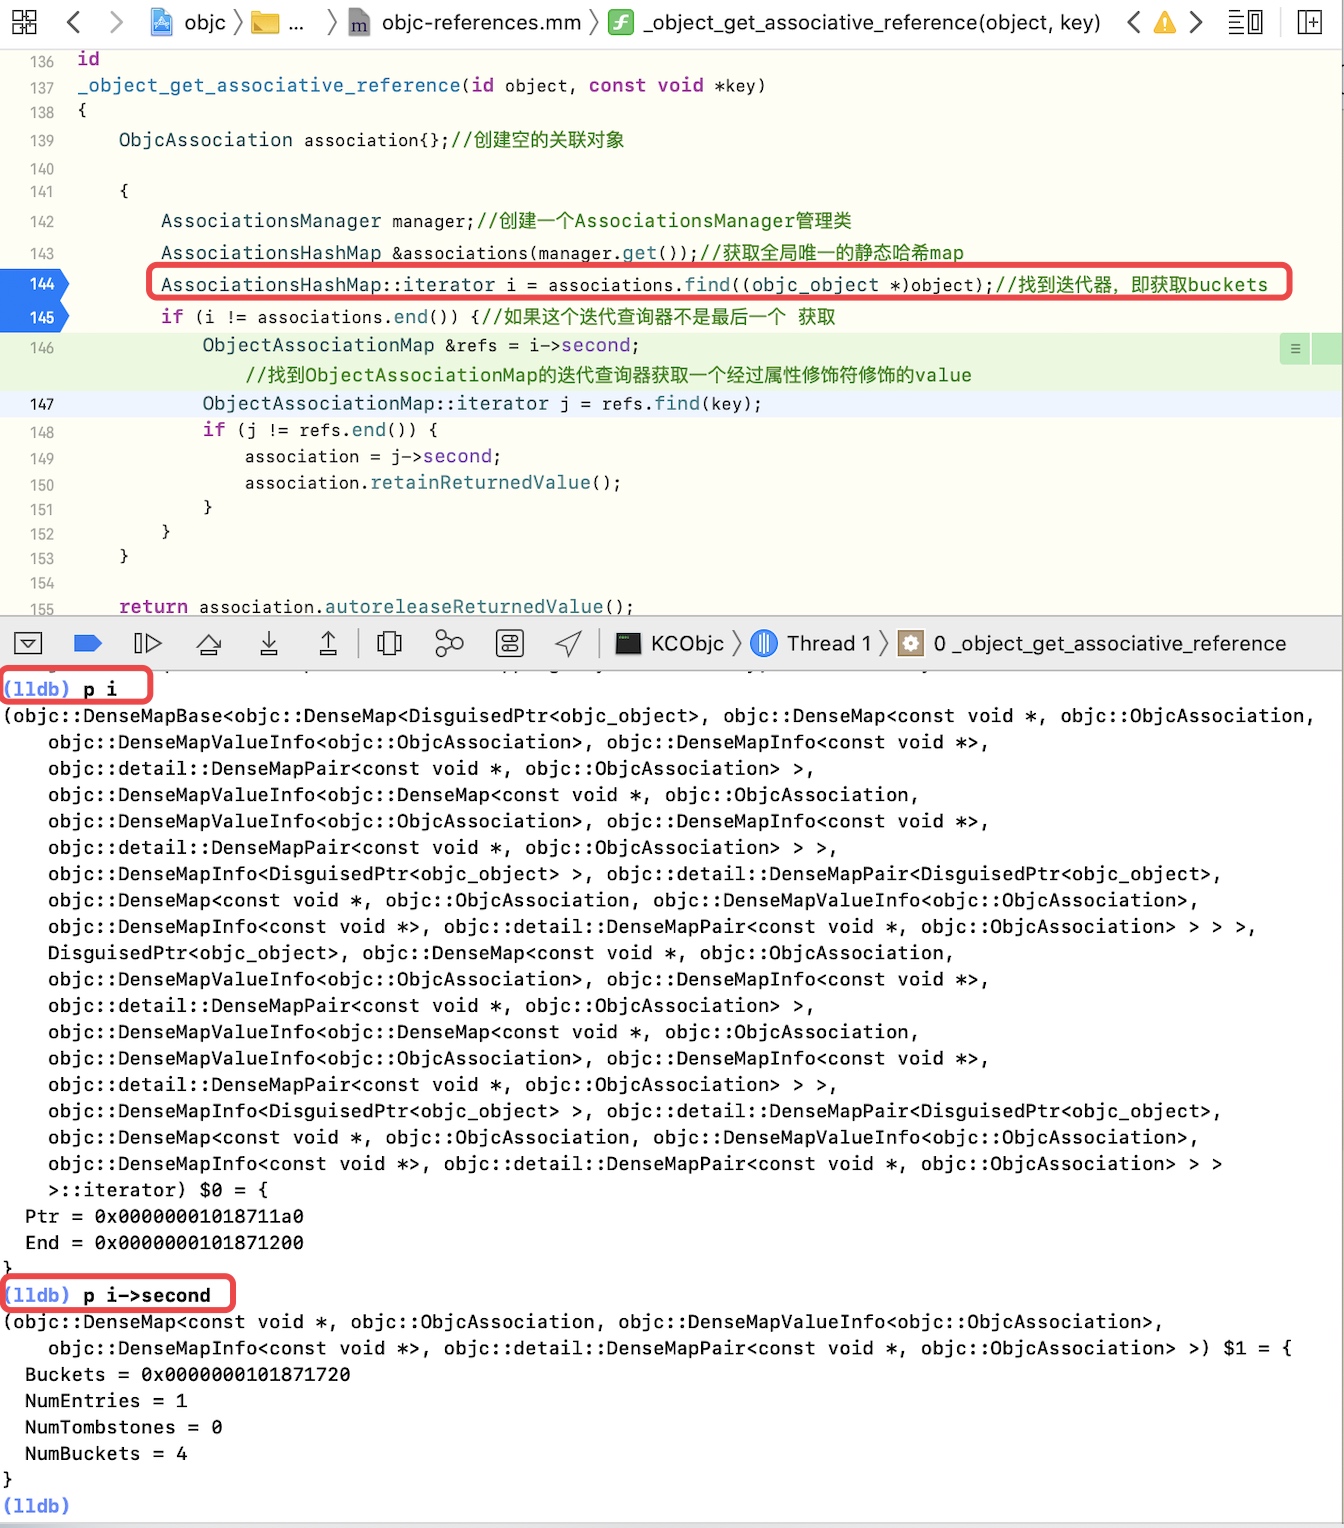 objc ... objc-references.mm _object_get_associative_reference(object, key)
136 id
137 _object_get_associative_reference(id object, const void *key)
138 {
139 ObjcAssociation association{};//创建空的关联对象
140
141 {
142 AssociationsManager manager;//创建一个AssociationsManager管理类
143 AssociationsHashMap &associations(manager.get());//获取全局唯一的静态哈希map
144 AssociationsHashMap::iterator i = associations.find((objc_object *)object);//找到迭代器，即获取buckets
145 if (i != associations.end()) {//如果这个迭代查询器不是最后一个 获取
146 ObjectAssociationMap &refs = i->second;
//找到ObjectAssociationMap的迭代查询器获取一个经过属性修饰符修饰的value
147 ObjectAssociationMap::iterator j = refs.find(key);
148 if (j != refs.end()) {
149 association = j->second;
150 association.retainReturnedValue();
151 }
152 }
153 }
154
155 return association.autoreleaseReturnedValue();
KCObjc Thread 1 0 _object_get_associative_reference
(lldb) p i
(objc::DenseMapBase<objc::DenseMap<DisguisedPtr<objc_object>, objc::DenseMap<const void *, objc::ObjcAssociation,
objc::DenseMapValueInfo<objc::ObjcAssociation>, objc::DenseMapInfo<const void *>,
objc::detail::DenseMapPair<const void *, objc::ObjcAssociation> >,
objc::DenseMapValueInfo<objc::DenseMap<const void *, objc::ObjcAssociation,
objc::DenseMapValueInfo<objc::ObjcAssociation>, objc::DenseMapInfo<const void *>,
objc::detail::DenseMapPair<const void *, objc::ObjcAssociation> > >,
objc::DenseMapInfo<DisguisedPtr<objc_object> >, objc::detail::DenseMapPair<DisguisedPtr<objc_object>,
objc::DenseMap<const void *, objc::ObjcAssociation, objc::DenseMapValueInfo<objc::ObjcAssociation>,
objc::DenseMapInfo<const void *>, objc::detail::DenseMapPair<const void *, objc::ObjcAssociation> > > >,
DisguisedPtr<objc_object>, objc::DenseMap<const void *, objc::ObjcAssociation,
objc::DenseMapValueInfo<objc::ObjcAssociation>, objc::DenseMapInfo<const void *>,
objc::detail::DenseMapPair<const void *, objc::ObjcAssociation> >,
objc::DenseMapValueInfo<objc::DenseMap<const void *, objc::ObjcAssociation,
objc::DenseMapValueInfo<objc::ObjcAssociation>, objc::DenseMapInfo<const void *>,
objc::detail::DenseMapPair<const void *, objc::ObjcAssociation> > >,
objc::DenseMapInfo<DisguisedPtr<objc_object> >, objc::detail::DenseMapPair<DisguisedPtr<objc_object>,
objc::DenseMap<const void *, objc::ObjcAssociation, objc::DenseMapValueInfo<objc::ObjcAssociation>,
objc::DenseMapInfo<const void *>, objc::detail::DenseMapPair<const void *, objc::ObjcAssociation> > >
>::iterator) $0 = {
Ptr = 0x00000001018711a0
End = 0x0000000101871200
}
(lldb) p i->second
(objc::DenseMap<const void *, objc::ObjcAssociation, objc::DenseMapValueInfo<objc::ObjcAssociation>,
objc::DenseMapInfo<const void *>, objc::detail::DenseMapPair<const void *, objc::ObjcAssociation> >) $1 = {
Buckets = 0x0000000101871720
NumEntries = 1
NumTombstones = 0
NumBuckets = 4
}
(lldb)